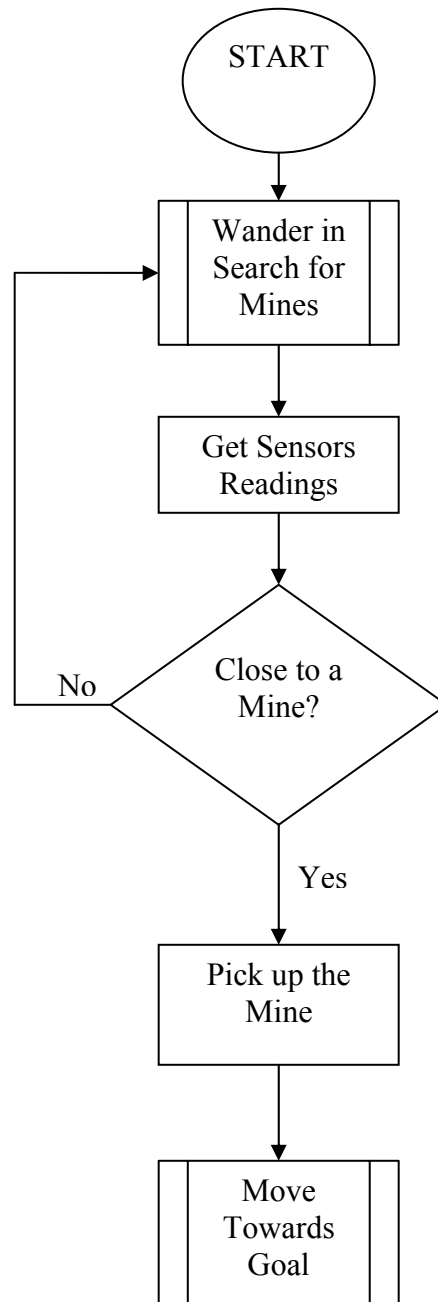 START
Wander in
Search for
Mines
Get Sensors
Readings
Close to a
Mine?
No
Yes
Pick up the
Mine
Move
Towards
Goal